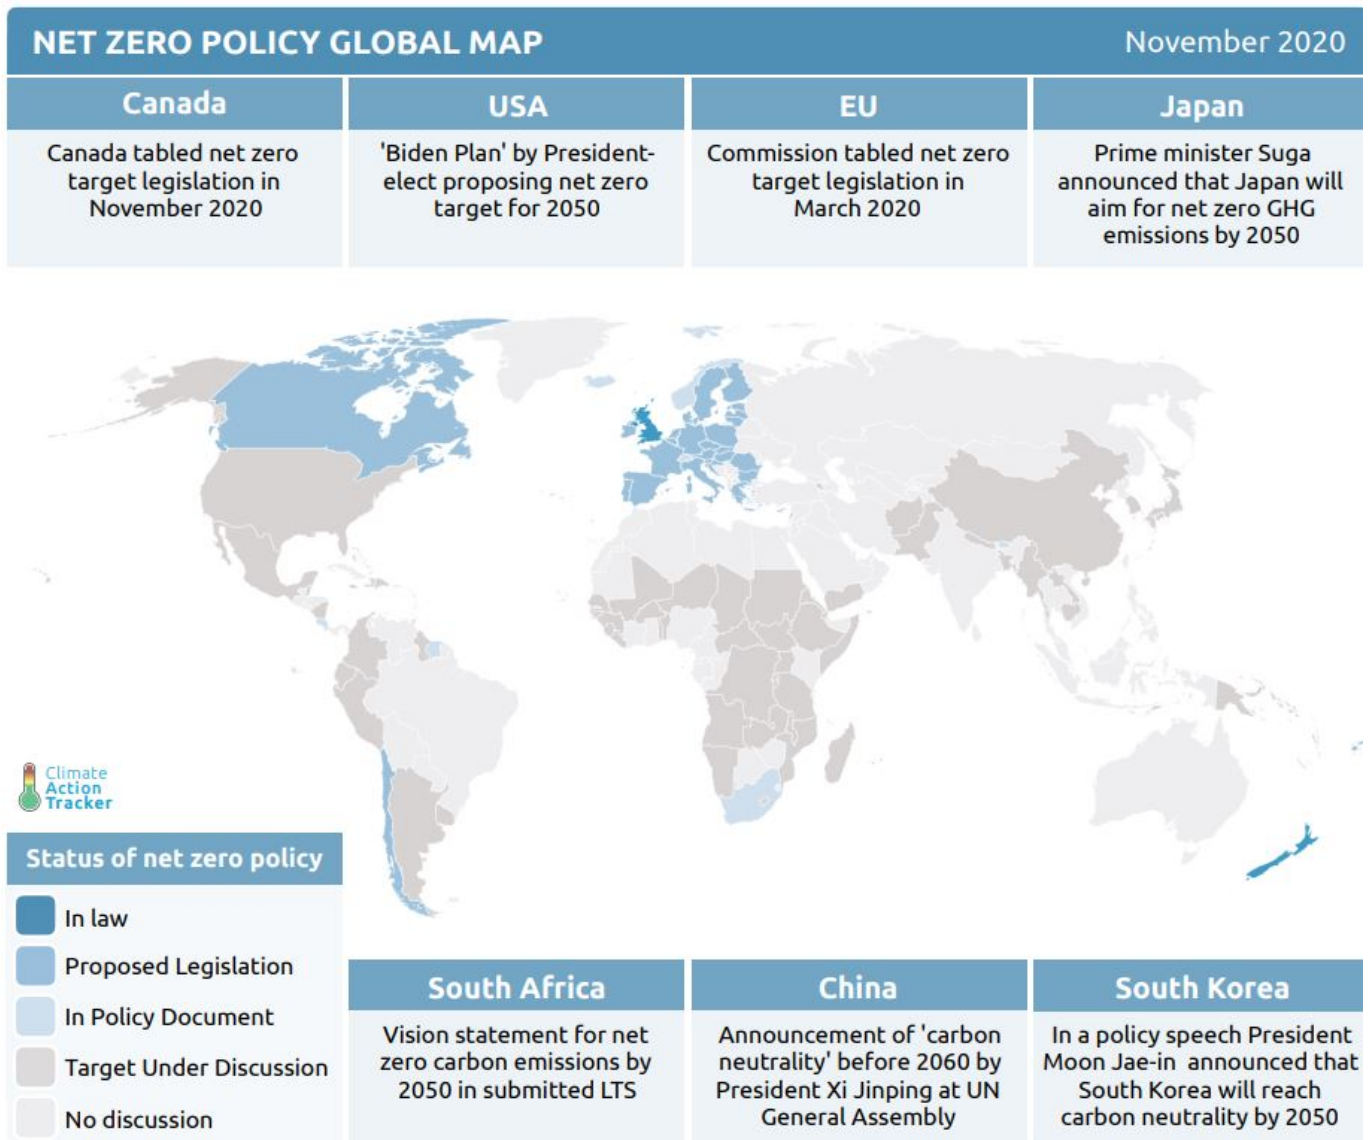 NET ZERO POLICY GLOBAL MAP
November 2020
Canada
Canada tabled net zero
target legislation in
November 2020
USA
'Biden Plan' by President-
elect proposing net zero
target for 2050
EU
Commission tabled net zero
target legislation in
March 2020
Japan
Prime minister Suga
announced that Japan will
aim for net zero GHG
emissions by 2050
Climate
Action
Tracker
Status of net zero policy
In law
Proposed Legislation
In Policy Document
Target Under Discussion
No discussion
South Africa
Vision statement for net
zero carbon emissions by
2050 in submitted LTS
China
Announcement of 'carbon
neutrality' before 2060 by
President Xi Jinping at UN
General Assembly
South Korea
In a policy speech President
Moon Jae-in announced that
South Korea will reach
carbon neutrality by 2050